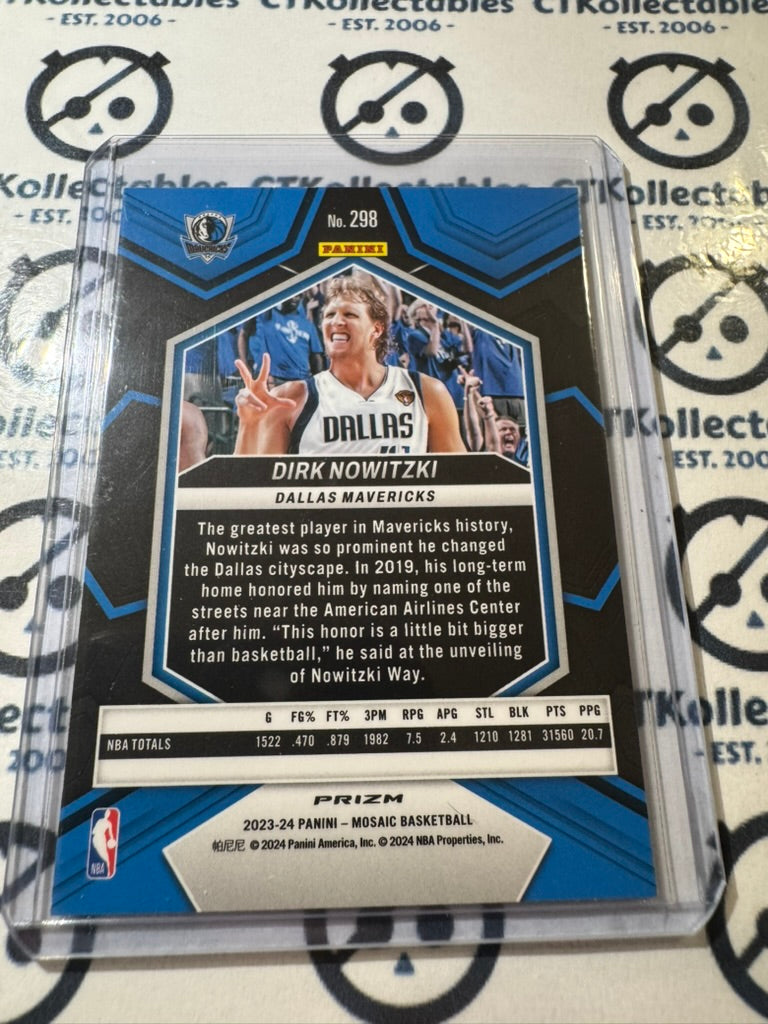 CTKollectables CTKollectables
- EST. 2006 - - EST. 2006 -
Kollectables CTKollectables CTKollectab
- EST.
No. 298
MAVERICKS
PANINI
DALLAS
DIRK NOWITZKI
DALLAS MAVERICKS
The greatest player in Mavericks history,
Nowitzki was so prominent he changed
the Dallas cityscape. In 2019, his long-term
home honored him by naming one of the
streets near the American Airlines Center
after him. “This honor is a little bit bigger
than basketball,” he said at the unveiling
of Nowitzki Way.
G FG% FT% 3PM RPG APG STL BLK PTS PPG
NBA TOTALS 1522 .470 .879 1982 7.5 2.4 1210 1281 31560 20.7
PRIZM
2023-24 PANINI – MOSAIC BASKETBALL
帕尼尼 © 2024 Panini America, Inc. © 2024 NBA Properties, Inc.
NBA